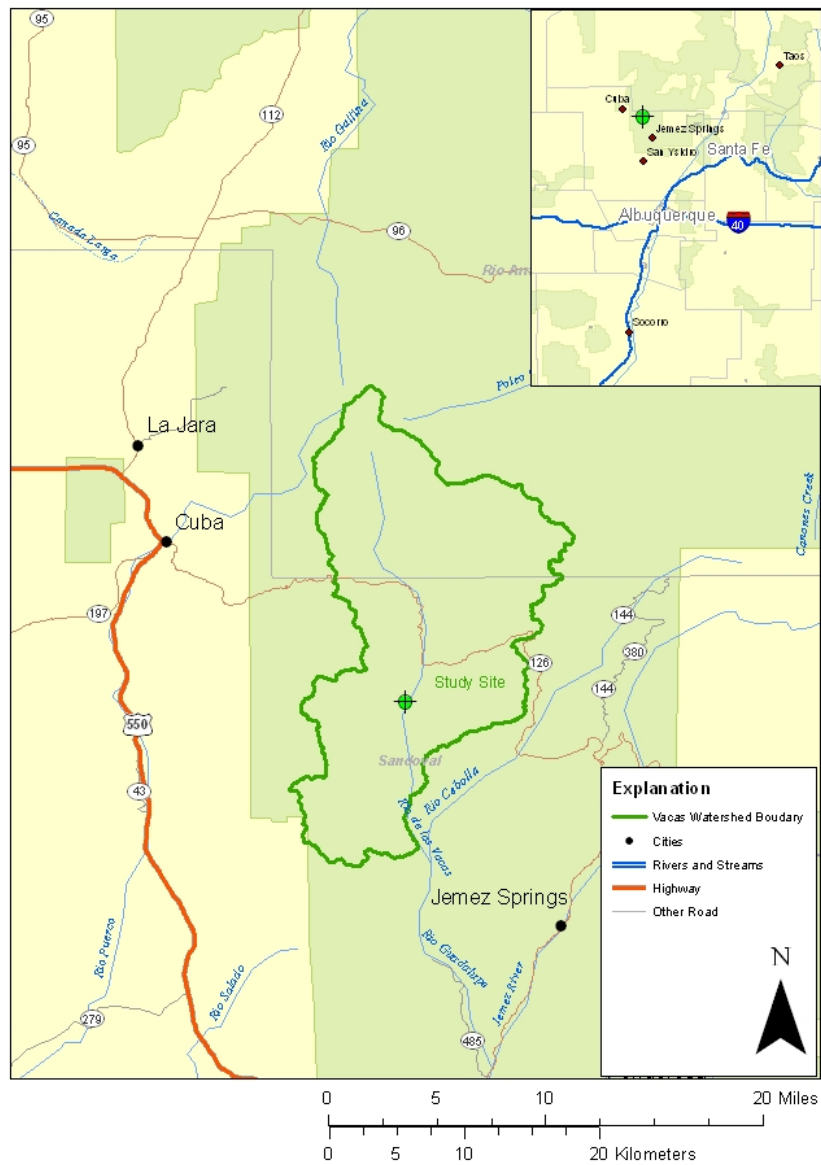 95
112
95
Rio Gallina
Canada Larga
96
Rio Arr
Poleo
La Jara
Cuba
197
550
43
Canones Creek
144
380
144
126
Study Site
Sandoval
Rio Cebolla
Rio de las Vacas
Jemez Springs
Rio Guadalupe
Jemez River
Rio Puerco
Rio Salado
279
485
Taos
Cuba
Jemez Springs
San Ysidro
Santa Fe
Albuquerque
40
Socorro
Explanation
Vacas Watershed Boudary
Cities
Rivers and Streams
Highway
Other Road
N
0 5 10 20 Miles
0 5 10 20 Kilometers